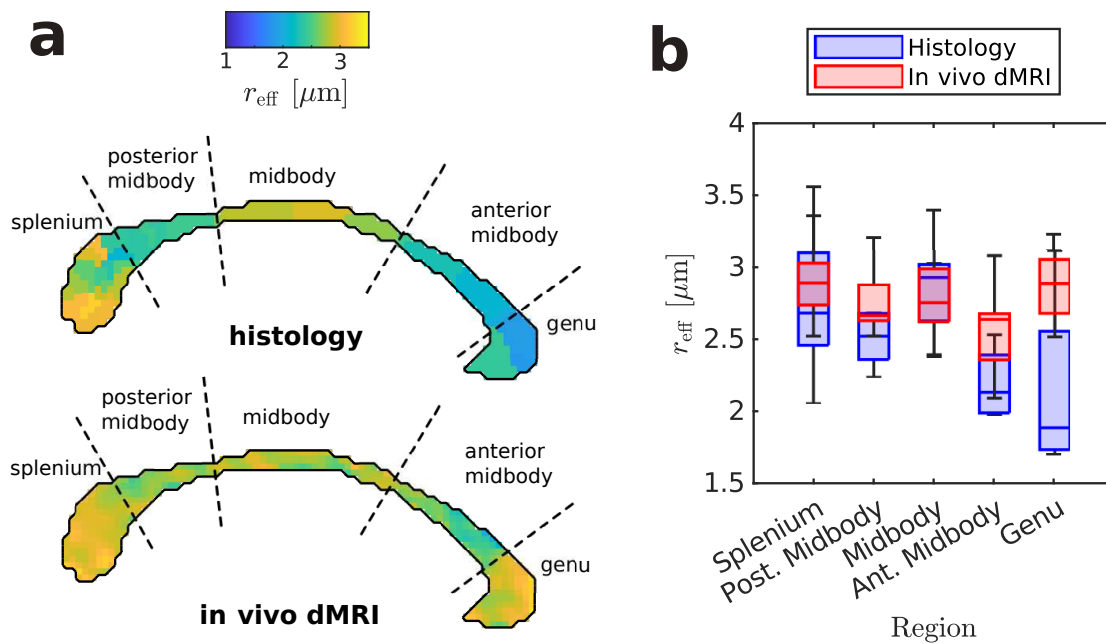 a
1 2 3
r_eff [μm]
posterior
midbody
midbody
splenium
anterior
midbody
genu
histology
posterior
midbody
midbody
splenium
anterior
midbody
genu
in vivo dMRI
b
Histology
In vivo dMRI
4
3.5
3
2.5
2
1.5
r_eff [μm]
Splenium
Post. Midbody
Midbody
Ant. Midbody
Genu
Region